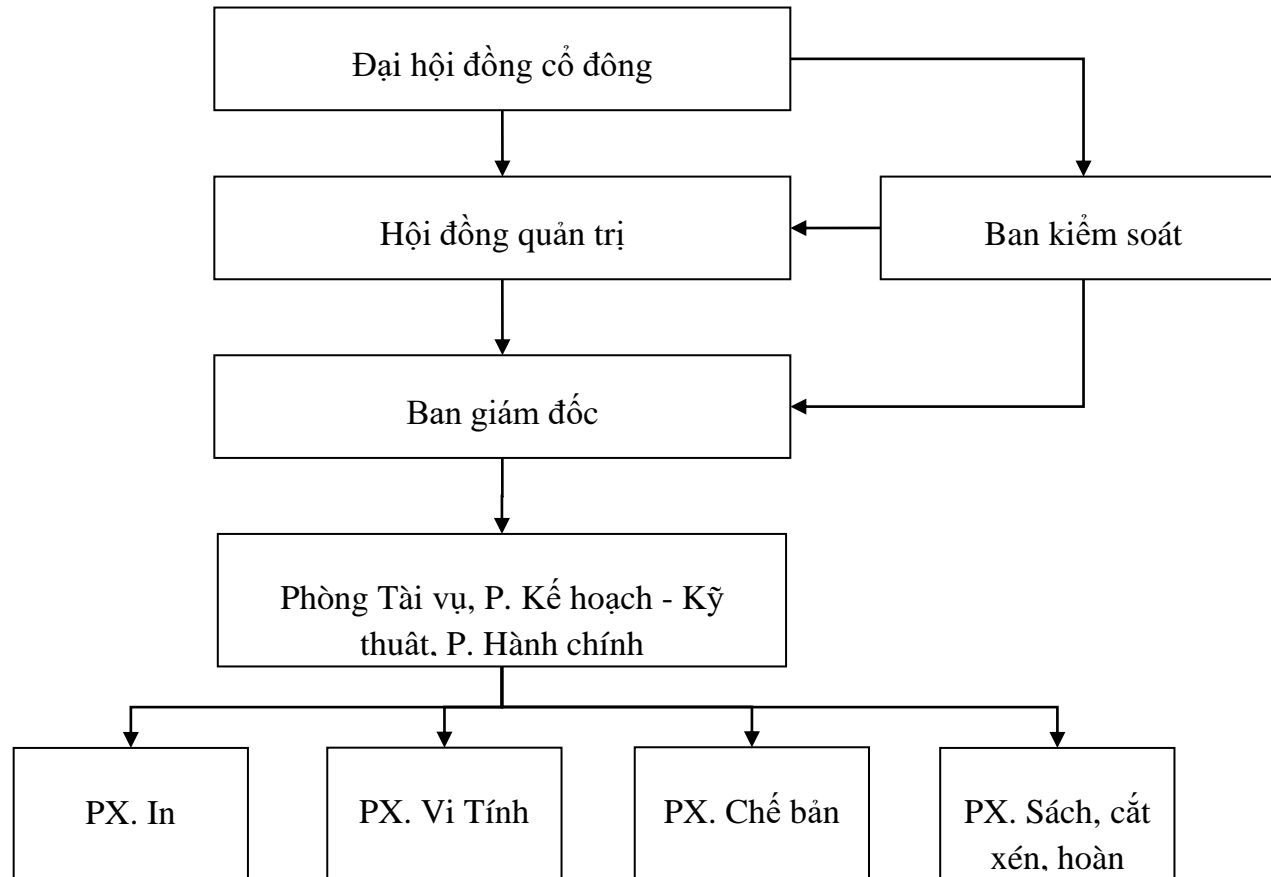 Đại hội đồng cổ đông
Hội đồng quản trị
Ban kiểm soát
Ban giám đốc
Phòng Tài vụ, P. Kế hoạch - Kỹ
thuật, P. Hành chính
PX. In
PX. Vi Tính
PX. Chế bản
PX. Sách, cắt
xén, hoàn